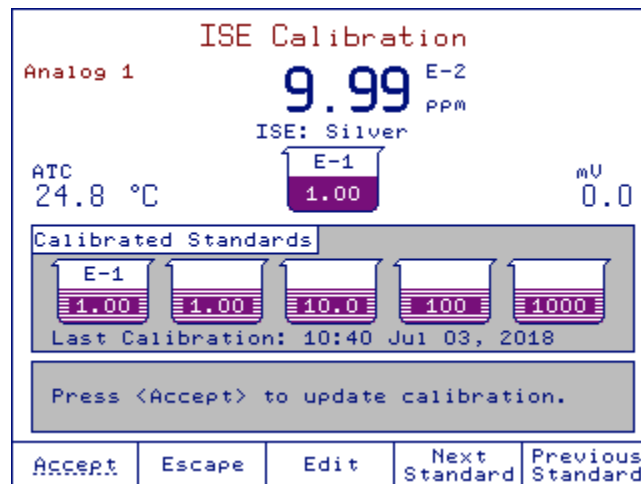 ISE Calibration
Analog 1
9.99 E-2 ppm
ISE: Silver
ATC
24.8 °C
E-1
1.00
mV
0.0
Calibrated Standards
E-1
1.00 1.00 10.0 100 1000
Last Calibration: 10:40 Jul 03, 2018
Press <Accept> to update calibration.
Accept Escape Edit Next Standard Previous Standard